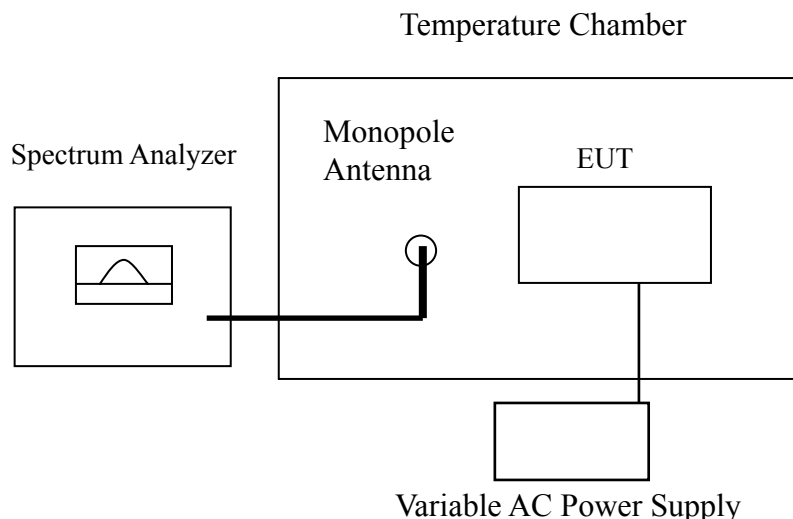 Temperature Chamber
Monopole
Antenna
Spectrum Analyzer
EUT
Variable AC Power Supply